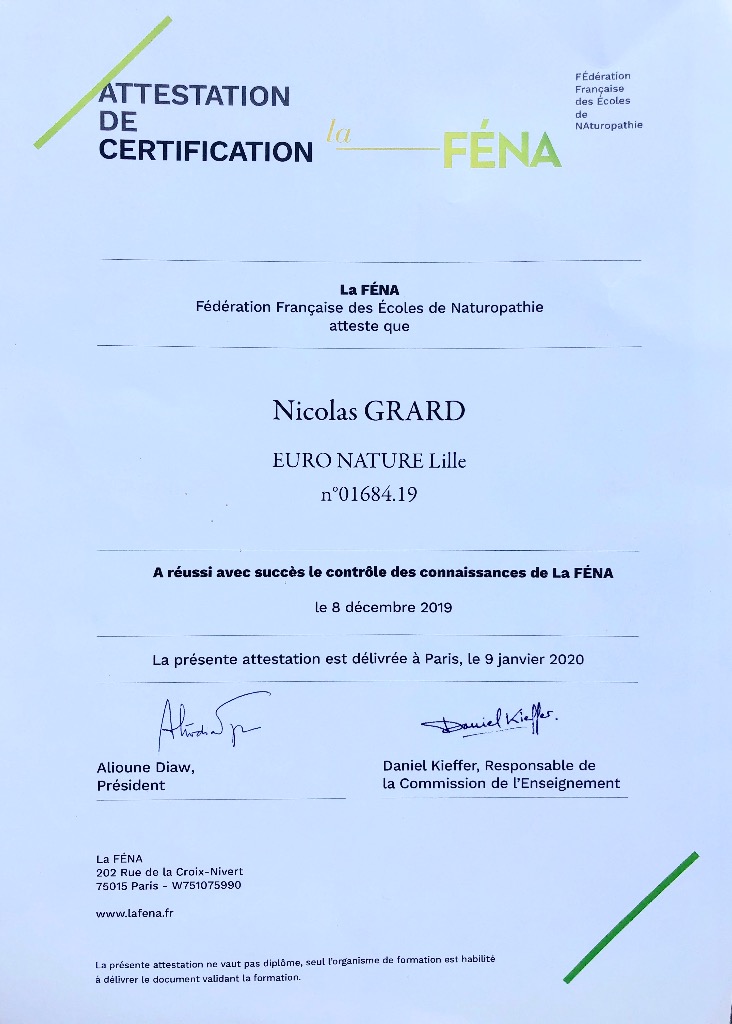 ATTESTATION
DE
CERTIFICATION
la FÉNA
FÉdération
Française
des Écoles
de
NAturopathie
La FÉNA
Fédération Française des Écoles de Naturopathie
atteste que
Nicolas GRARD
EURO NATURE Lille
n°01684.19
A réussi avec succès le contrôle des connaissances de La FÉNA
le 8 décembre 2019
La présente attestation est délivrée à Paris, le 9 janvier 2020
Daniel Kieffer.
Alioune Diaw,
Président
Daniel Kieffer, Responsable de
la Commission de l'Enseignement
La FÉNA
202 Rue de la Croix-Nivert
75015 Paris - W751075990
www.lafena.fr
La présente attestation ne vaut pas diplôme, seul l'organisme de formation est habilité
à délivrer le document validant la formation.